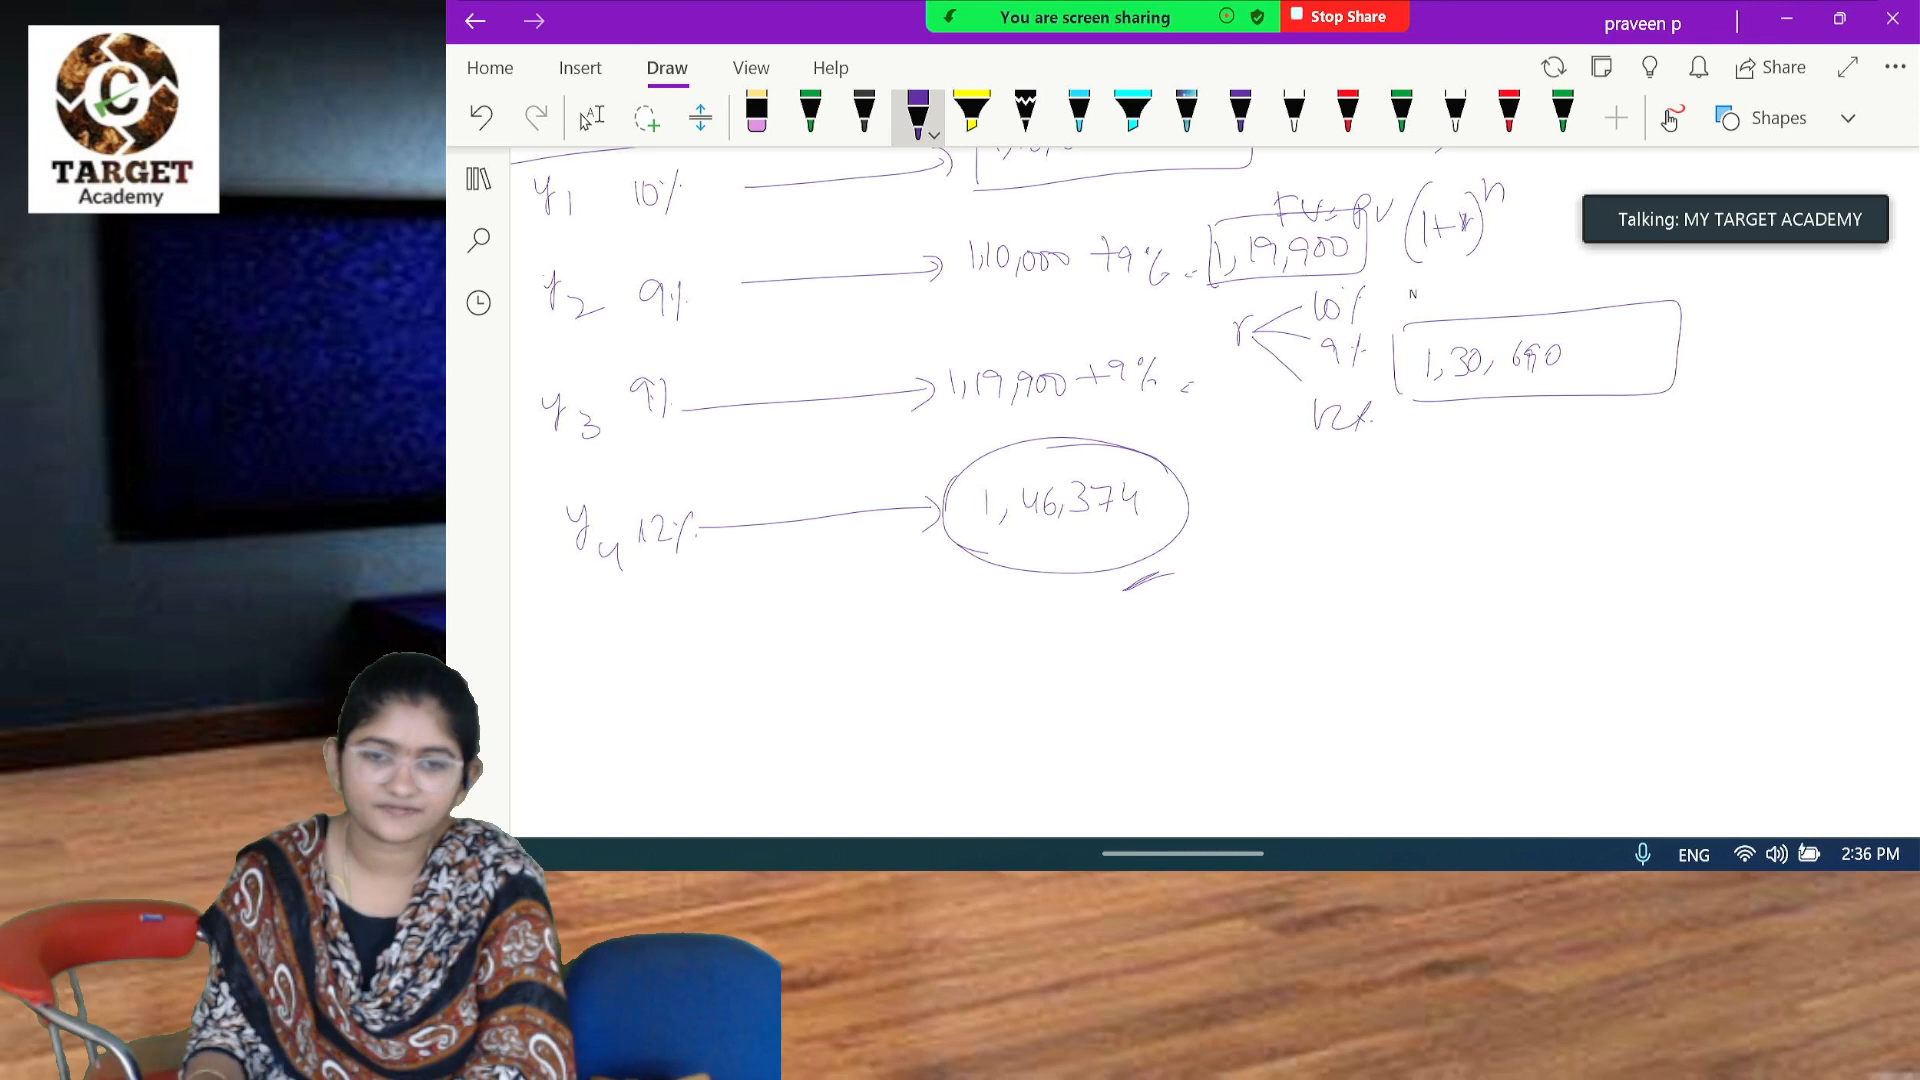 TARGET
Academy
You are screen sharing
Stop Share
praveen p
Home Insert Draw View Help
Share
Shapes
Talking: MY TARGET ACADEMY
y1 10%
FV = PV (1+r)^n
y2 9% 1,10,000 + 9% = 1,19,900
r 10%
9%
12%
N
1,30,690
y3 9% 1,19,900 + 9% =
y4 12% 1,46,374
ENG 2:36 PM